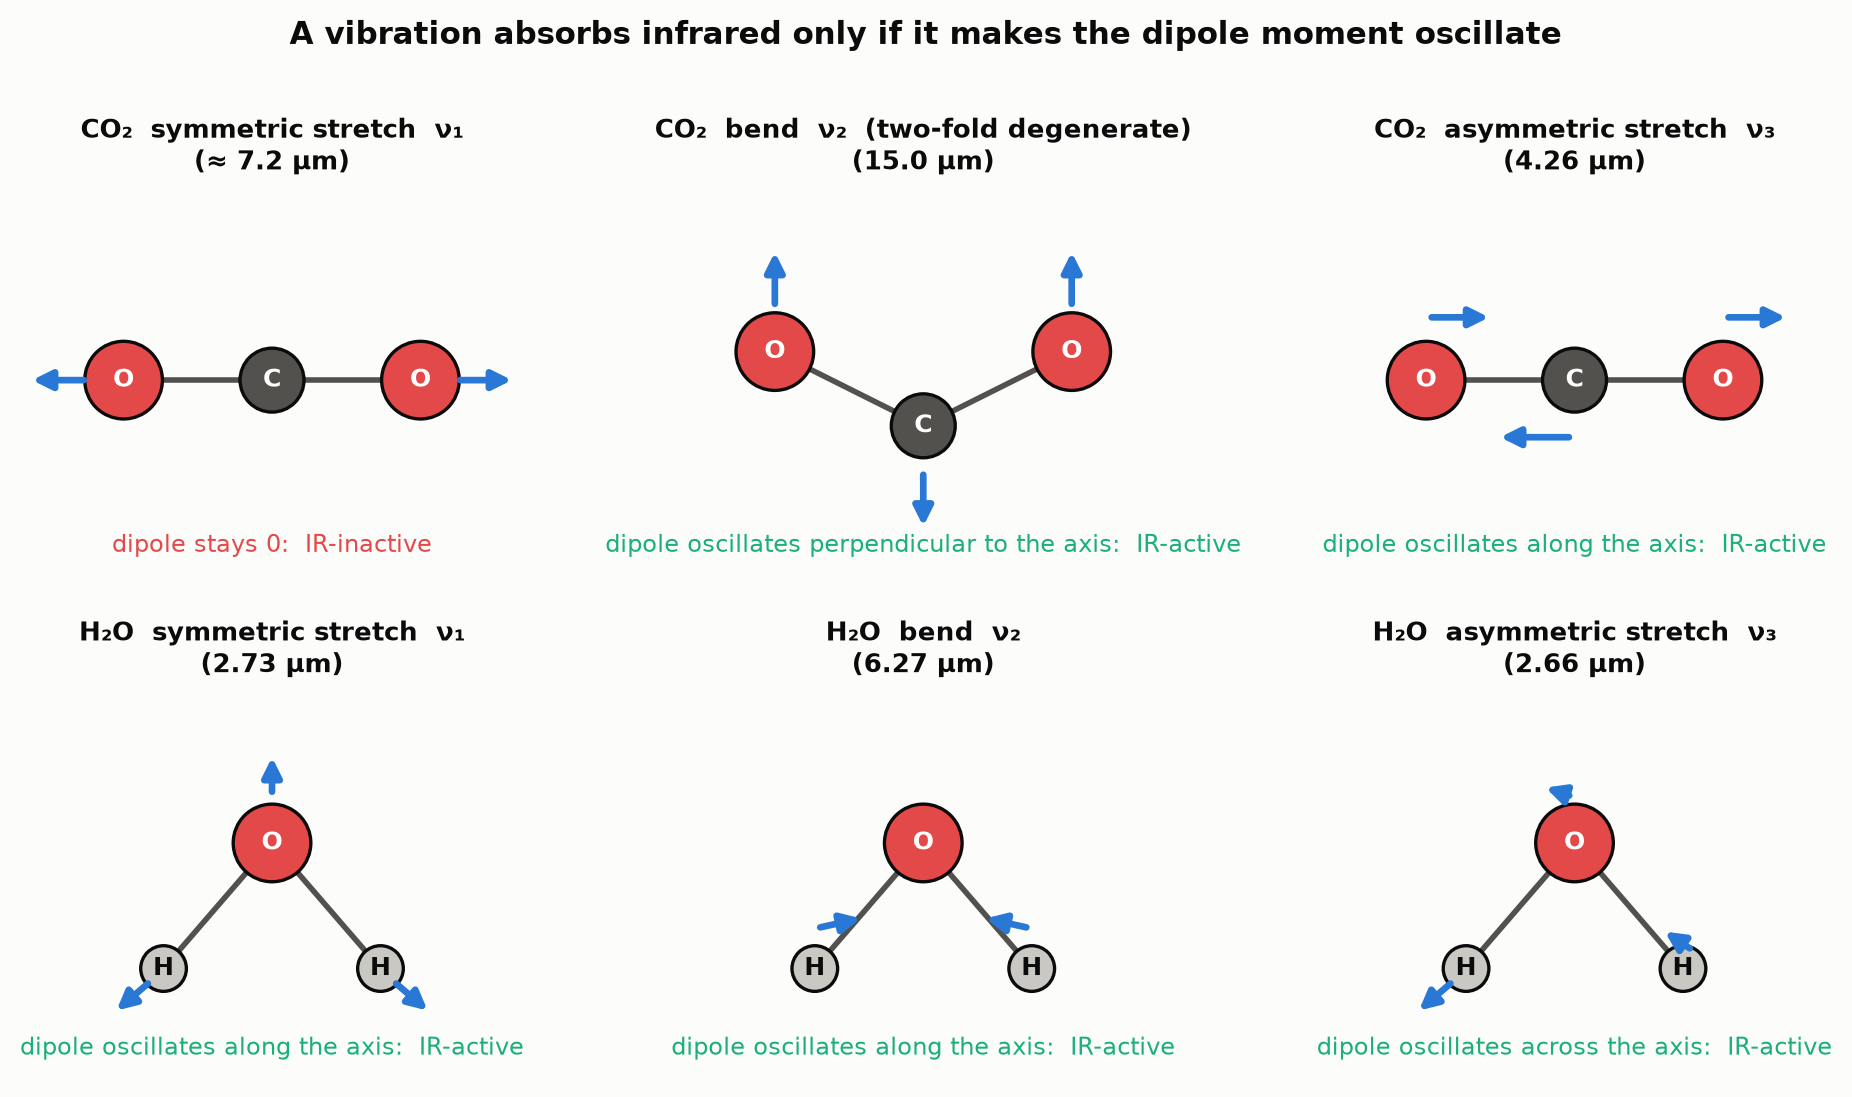 A vibration absorbs infrared only if it makes the dipole moment oscillate
CO₂ symmetric stretch ν₁
(≈ 7.2 µm)
CO₂ bend ν₂ (two-fold degenerate)
(15.0 µm)
CO₂ asymmetric stretch ν₃
(4.26 µm)
O C O
O O
C
O C O
dipole stays 0: IR-inactive
dipole oscillates perpendicular to the axis: IR-active
dipole oscillates along the axis: IR-active
H₂O symmetric stretch ν₁
(2.73 µm)
H₂O bend ν₂
(6.27 µm)
H₂O asymmetric stretch ν₃
(2.66 µm)
O
H H
O
H H
O
H H
dipole oscillates along the axis: IR-active
dipole oscillates along the axis: IR-active
dipole oscillates across the axis: IR-active